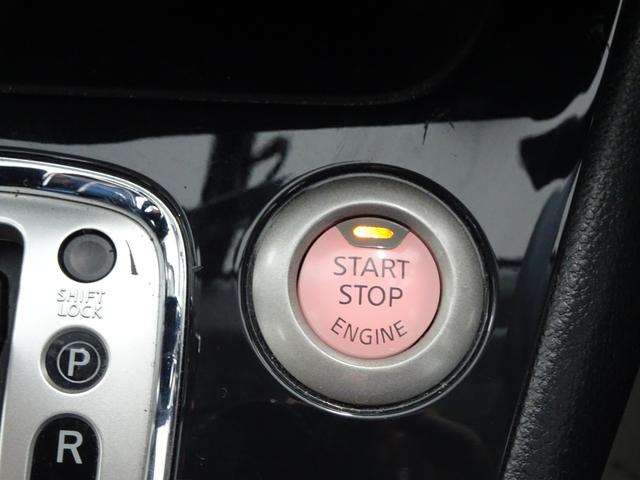 START
STOP
ENGINE
SHIFT
LOCK
P
R